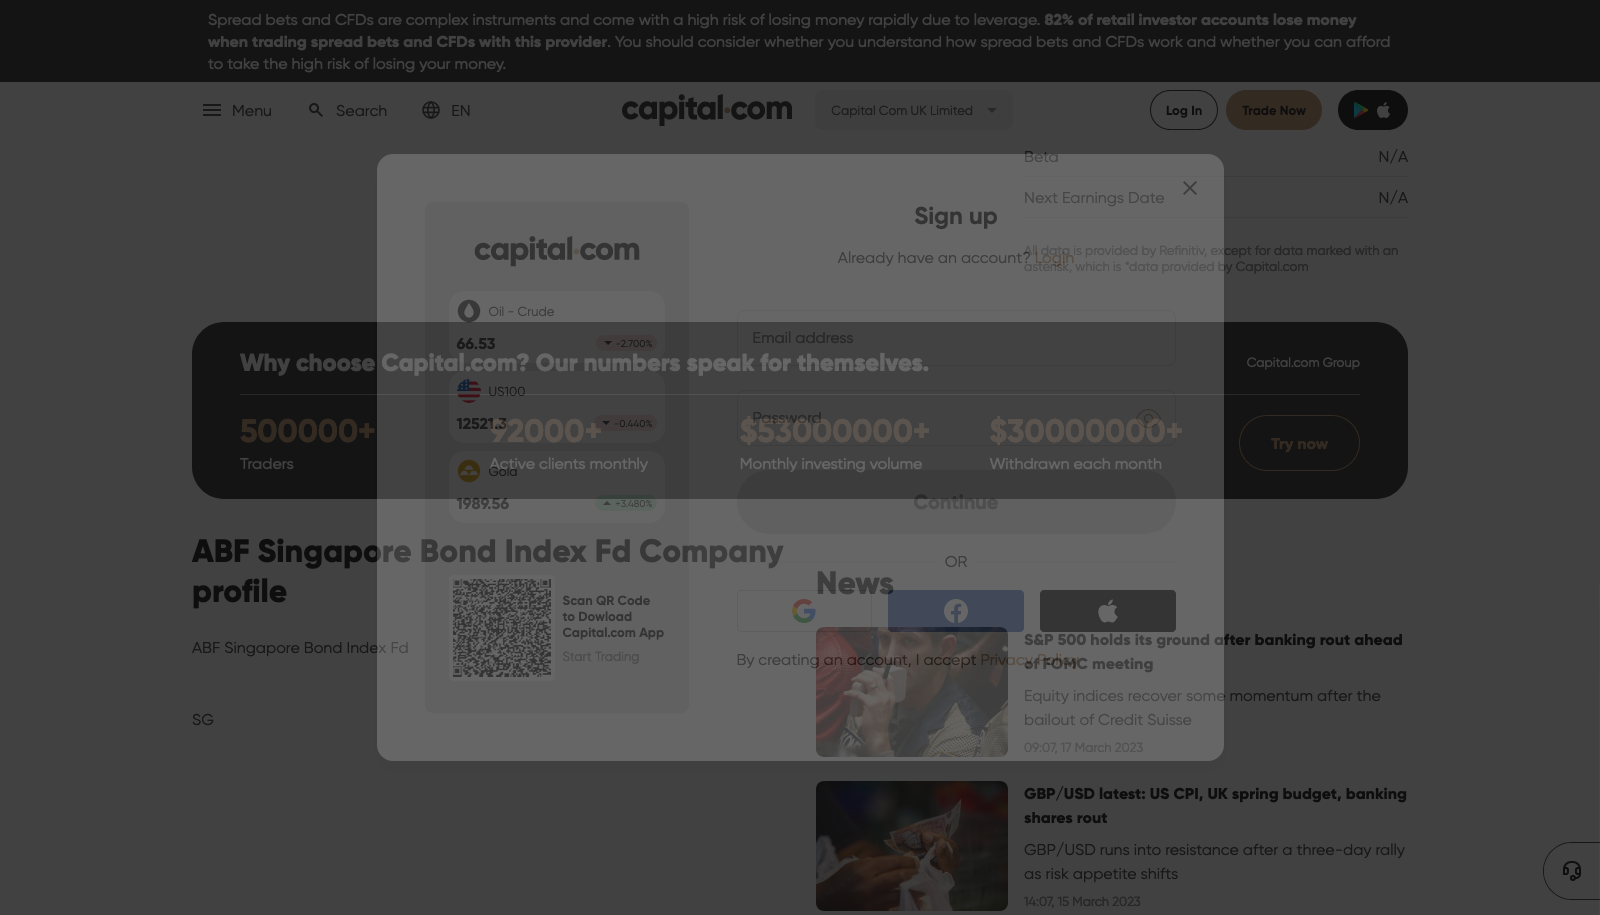 Spread bets and CFDs are complex instruments and come with a high risk of losing money rapidly due to leverage. 82% of retail investor accounts lose money
when trading spread bets and CFDs with this provider. You should consider whether you understand how spread bets and CFDs work and whether you can afford
to take the high risk of losing your money.
Menu
Search
EN
capital.com
Capital Com UK Limited
Log In
Trade Now
Beta
N/A
Next Earnings Date
N/A
All data is provided by Refinitiv, except for data marked with an
asterisk, which is *data provided by Capital.com
Sign up
Already have an account? Login
capital.com
Oil - Crude
66.53
-2.700%
US100
12521.3
-0.440%
Gold
1989.56
+3.480%
Scan QR Code
to Dowload
Capital.com App
Start Trading
Email address
Password
Continue
OR
By creating an account, I accept Privacy Policy
Why choose Capital.com? Our numbers speak for themselves.
Capital.com Group
500000+
Traders
92000+
Active clients monthly
$53000000+
Monthly investing volume
$30000000+
Withdrawn each month
Try now
ABF Singapore Bond Index Fd Company
profile
ABF Singapore Bond Index Fd
SG
News
S&P 500 holds its ground after banking rout ahead
of FOMC meeting
Equity indices recover some momentum after the
bailout of Credit Suisse
09:07, 17 March 2023
GBP/USD latest: US CPI, UK spring budget, banking
shares rout
GBP/USD runs into resistance after a three-day rally
as risk appetite shifts
14:07, 15 March 2023